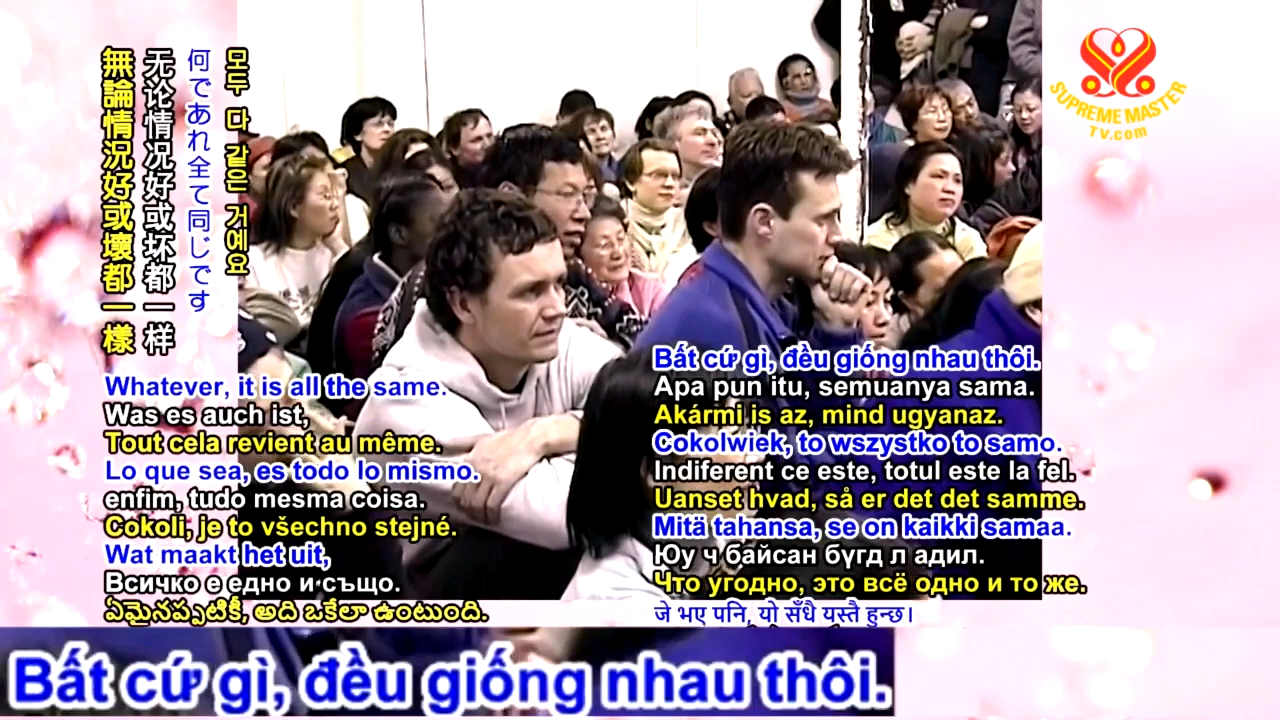 無論情況好或壞都一樣
无论情况好或坏都一样
何であれ全て同じです
모두 다 같은 거예요
SUPREME MASTER
TV.com
Whatever, it is all the same.
Was es auch ist,
Tout cela revient au même.
Lo que sea, es todo lo mismo.
enfim, tudo mesma coisa.
Cokoli, je to všechno stejné.
Wat maakt het uit,
Всичко е едно и също.
ఏమైనప్పటికీ, అది ఒకేలా ఉంటుంది.
Bất cứ gì, đều giống nhau thôi.
Apa pun itu, semuanya sama.
Akármi is az, mind ugyanaz.
Cokolwiek, to wszystko to samo.
Indiferent ce este, totul este la fel.
Uanset hvad, så er det det samme.
Mitä tahansa, se on kaikki samaa.
Юу ч байсан бүгд л адил.
Что угодно, это всё одно и то же.
जे भए पनि, यो सँधै यस्तै हुन्छ।
Bất cứ gì, đều giống nhau thôi.